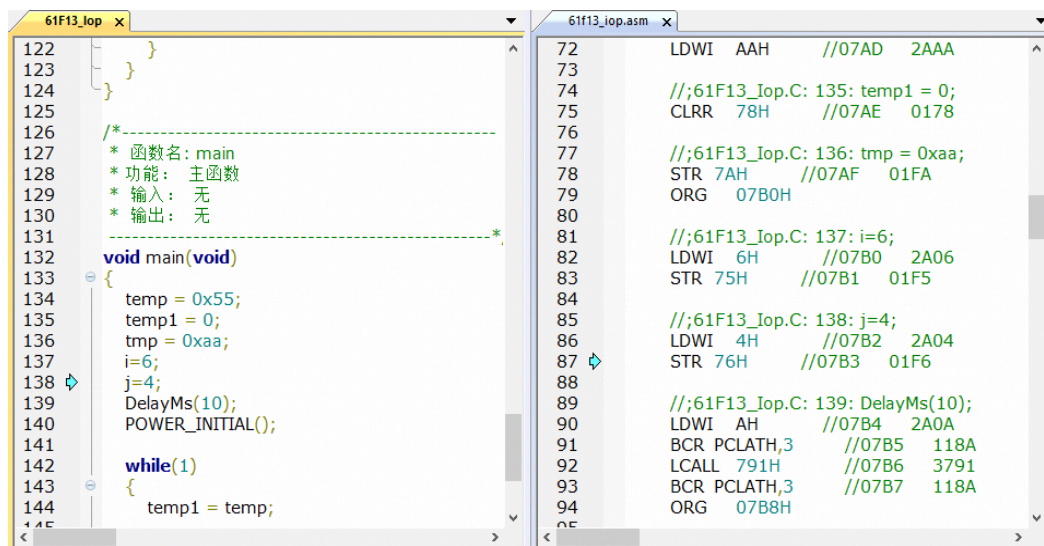 61F13_Iop x
122 }
123 }
124 }
125
126 /*-------------------------------------------------
127 * 函数名: main
128 * 功能： 主函数
129 * 输入： 无
130 * 输出： 无
131 --------------------------------------------------*
132 void main(void)
133 {
134 temp = 0x55;
135 temp1 = 0;
136 tmp = 0xaa;
137 i=6;
138 j=4;
139 DelayMs(10);
140 POWER_INITIAL();
141
142 while(1)
143 {
144 temp1 = temp;
61f13_iop.asm x
72 LDWI AAH //07AD 2AAA
73
74 //;61F13_Iop.C: 135: temp1 = 0;
75 CLRR 78H //07AE 0178
76
77 //;61F13_Iop.C: 136: tmp = 0xaa;
78 STR 7AH //07AF 01FA
79 ORG 07B0H
80
81 //;61F13_Iop.C: 137: i=6;
82 LDWI 6H //07B0 2A06
83 STR 75H //07B1 01F5
84
85 //;61F13_Iop.C: 138: j=4;
86 LDWI 4H //07B2 2A04
87 STR 76H //07B3 01F6
88
89 //;61F13_Iop.C: 139: DelayMs(10);
90 LDWI AH //07B4 2A0A
91 BCR PCLATH,3 //07B5 118A
92 LCALL 791H //07B6 3791
93 BCR PCLATH,3 //07B7 118A
94 ORG 07B8H